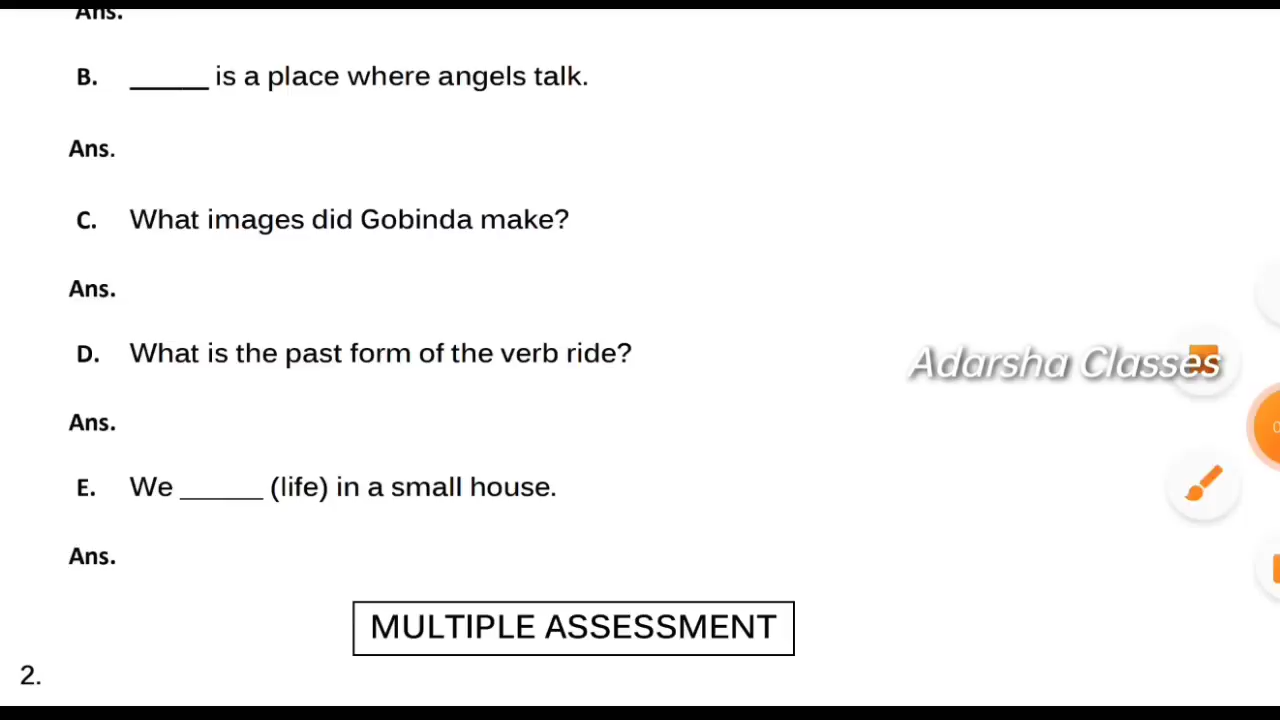 Ans.
B. _____ is a place where angels talk.
Ans.
C. What images did Gobinda make?
Ans.
D. What is the past form of the verb ride?
Adarsha Classes
Ans.
E. We ______ (life) in a small house.
Ans.
MULTIPLE ASSESSMENT
2.